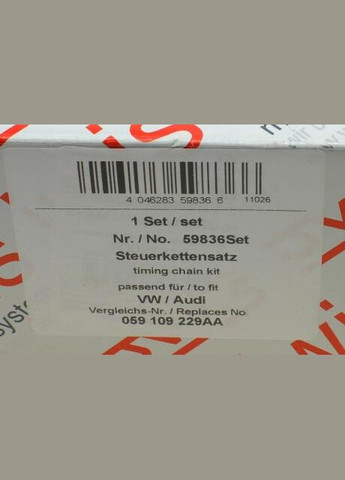 4 046283 59836 6 11026
1 Set / set
Nr. / No. 59836Set
Steuerkettensatz
timing chain kit
passend für / to fit
VW / Audi
Vergleichs-Nr. / Replaces No.
059 109 229AA